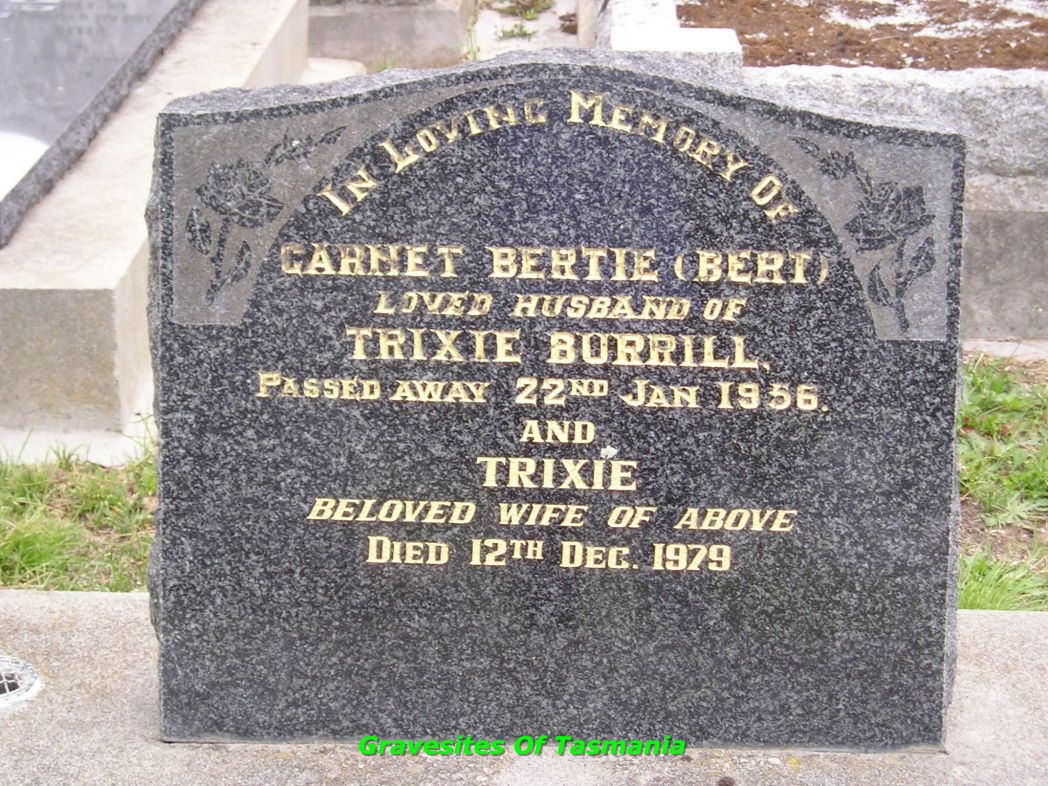 In Loving Memory Of
GARNET BERTIE (BERT)
LOVED HUSBAND OF
TRIXIE BURRILL,
PASSED AWAY 22ND JAN 1956.
AND
TRIXIE
BELOVED WIFE OF ABOVE
DIED 12TH DEC. 1979
Gravesites Of Tasmania